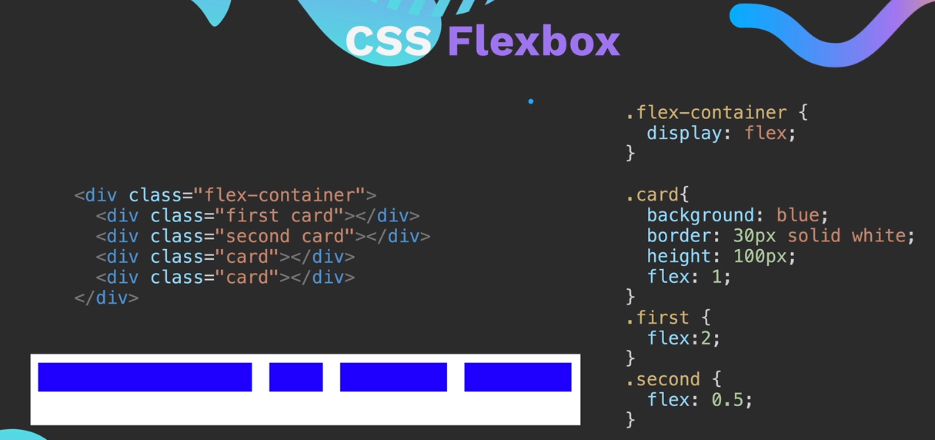 CSS Flexbox
<div class="flex-container">
  <div class="first card"></div>
  <div class="second card"></div>
  <div class="card"></div>
  <div class="card"></div>
</div>
.flex-container {
  display: flex;
}
.card{
  background: blue;
  border: 30px solid white;
  height: 100px;
  flex: 1;
}
.first {
  flex:2;
}
.second {
  flex: 0.5;
}